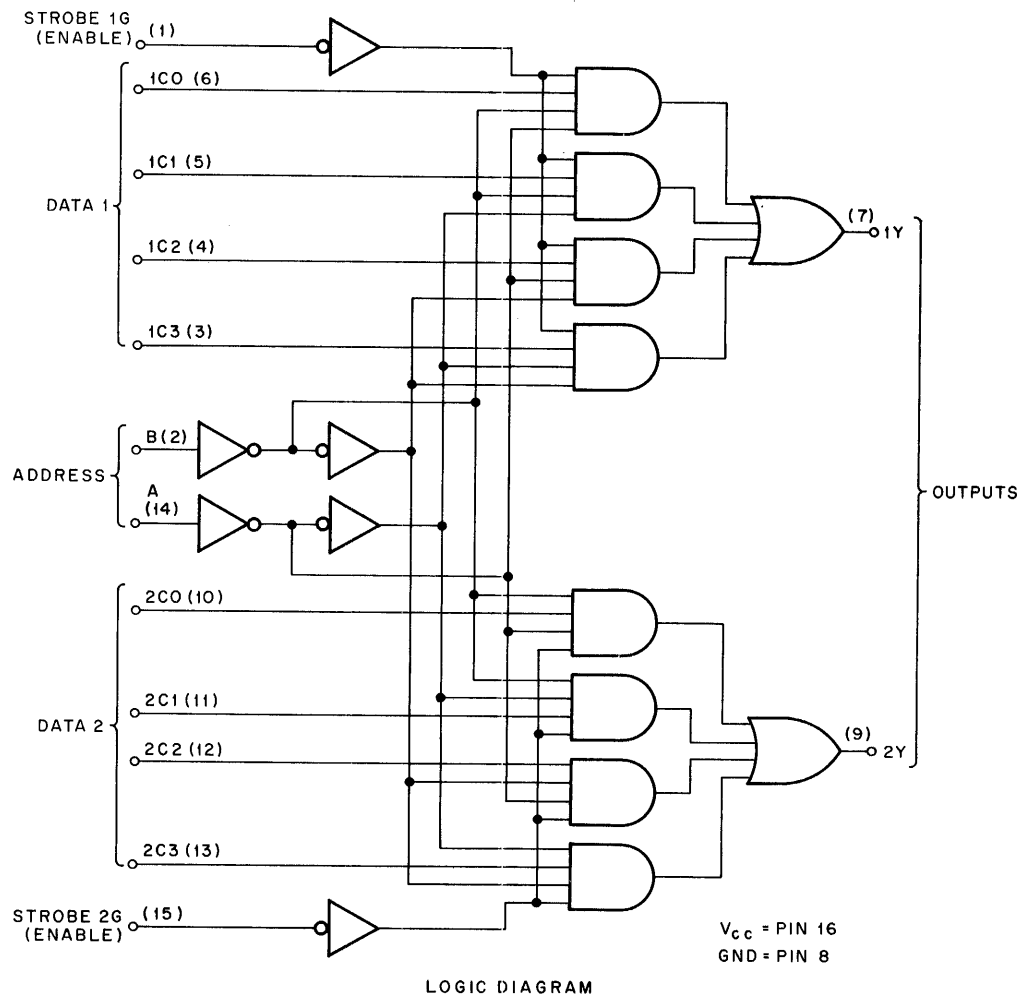 STROBE 1G
(ENABLE)
(1)
1C0 (6)
1C1 (5)
DATA 1
1C2 (4)
1C3 (3)
(7)
1Y
B(2)
ADDRESS
A
(14)
OUTPUTS
2C0 (10)
2C1 (11)
DATA 2
2C2 (12)
2C3 (13)
(9)
2Y
STROBE 2G
(ENABLE)
(15)
VCC = PIN 16
GND = PIN 8
LOGIC DIAGRAM